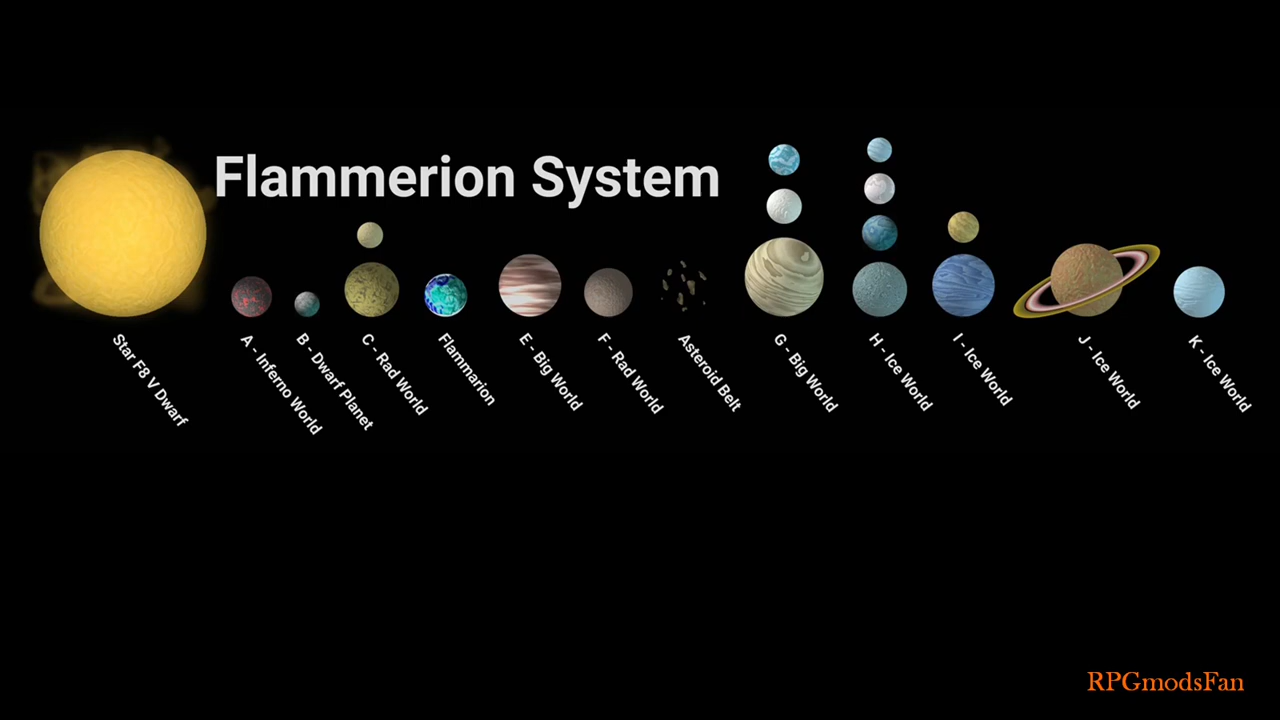 Flammerion System
Star F8 V Dwarf
A - Inferno World
B - Dwarf Planet
C - Rad World
Flammarion
E - Big World
F - Rad World
Asteroid Belt
G - Big World
H - Ice World
I - Ice World
J - Ice World
K - Ice World
RPGmodsFan